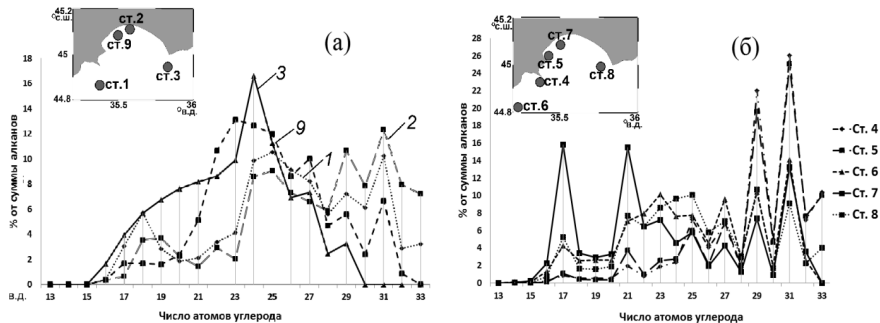 45.2
°с.ш.
ст.2
ст.9
45
ст.3
ст.1
44.8
35.5
36
°в.д.
(а)
% от суммы алканов
18
16
14
12
10
8
6
4
2
0
3
9
1
2
в.д.
13 15 17 19 21 23 25 27 29 31 33
Число атомов углерода
45.2
°с.ш.
ст.7
45
ст.5
ст.4
ст.8
ст.6
44.8
35.5
36
°в.д.
(б)
% от суммы алканов
28
26
24
22
20
18
16
14
12
10
8
6
4
2
0
13 15 17 19 21 23 25 27 29 31 33
Число атомов углерода
Ст. 4
Ст. 5
Ст. 6
Ст. 7
Ст. 8